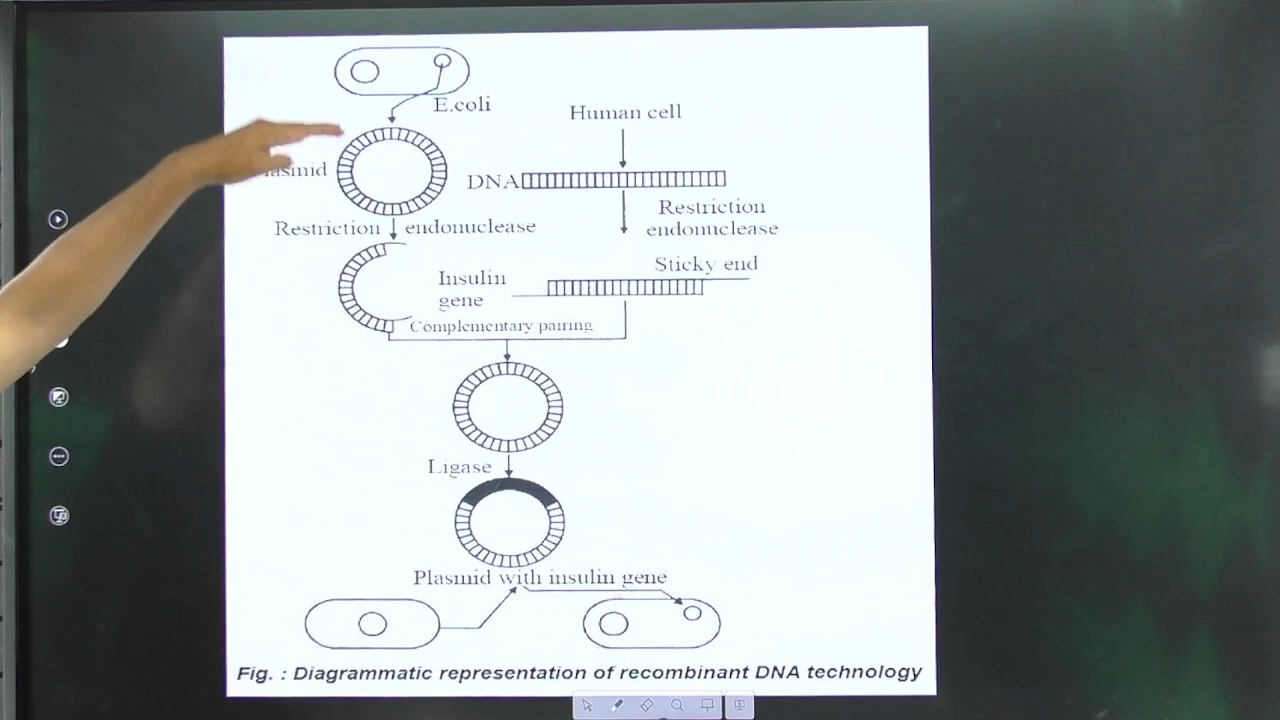 E.coli
Human cell
DNA
Restriction endonuclease
Restriction
endonuclease
Sticky end
Insulin
gene
Complementary pairing
Ligase
Plasmid with insulin gene
Fig. : Diagrammatic representation of recombinant DNA technology